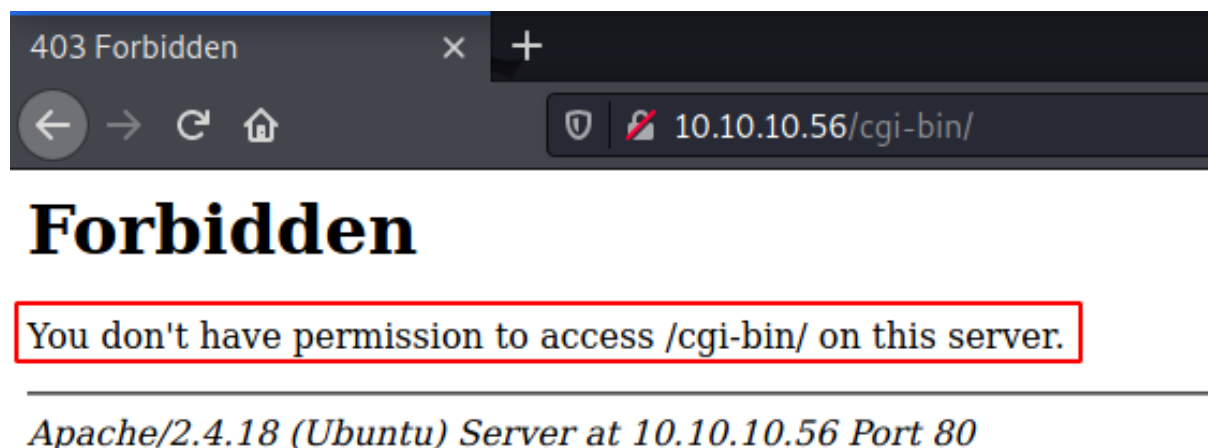 403 Forbidden
10.10.10.56/cgi-bin/
Forbidden
You don't have permission to access /cgi-bin/ on this server.
Apache/2.4.18 (Ubuntu) Server at 10.10.10.56 Port 80